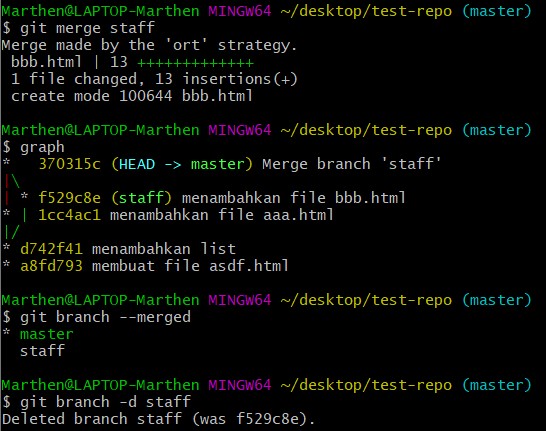 Marthen@LAPTOP-Marthen MINGW64 ~/desktop/test-repo (master)
$ git merge staff
Merge made by the 'ort' strategy.
 bbb.html | 13 +++++++++++++
 1 file changed, 13 insertions(+)
 create mode 100644 bbb.html
Marthen@LAPTOP-Marthen MINGW64 ~/desktop/test-repo (master)
$ graph
*   370315c (HEAD -> master) Merge branch 'staff'
|\
| * f529c8e (staff) menambahkan file bbb.html
* | 1cc4ac1 menambahkan file aaa.html
|/
* d742f41 menambahkan list
* a8fd793 membuat file asdf.html
Marthen@LAPTOP-Marthen MINGW64 ~/desktop/test-repo (master)
$ git branch --merged
* master
  staff
Marthen@LAPTOP-Marthen MINGW64 ~/desktop/test-repo (master)
$ git branch -d staff
Deleted branch staff (was f529c8e).